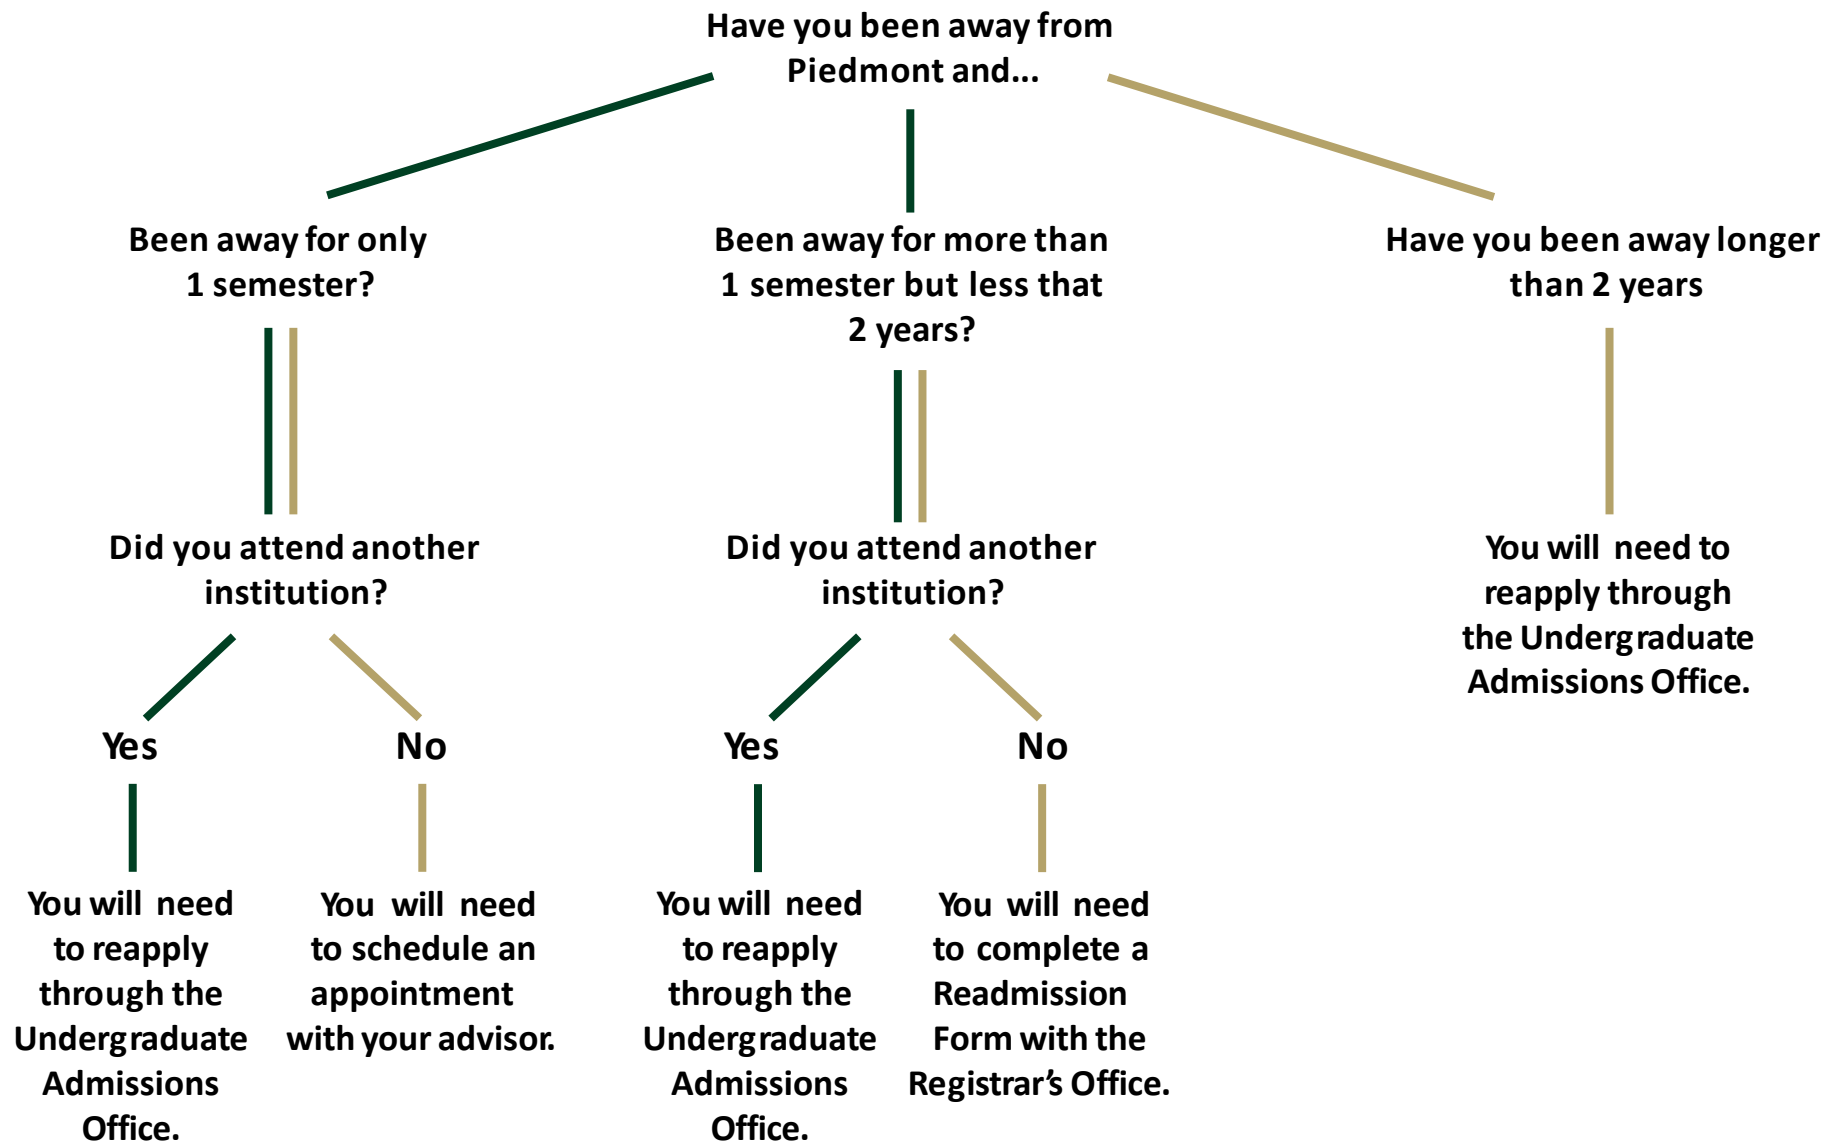 Have you been away from
Piedmont and...
Been away for only
1 semester?
Been away for more than
1 semester but less that
2 years?
Have you been away longer
than 2 years
Did you attend another
institution?
Did you attend another
institution?
You will need to
reapply through
the Undergraduate
Admissions Office.
Yes
No
Yes
No
You will need
to reapply
through the
Undergraduate
Admissions
Office.
You will need
to schedule an
appointment
with your advisor.
You will need
to reapply
through the
Undergraduate
Admissions
Office.
You will need
to complete a
Readmission
Form with the
Registrar's Office.